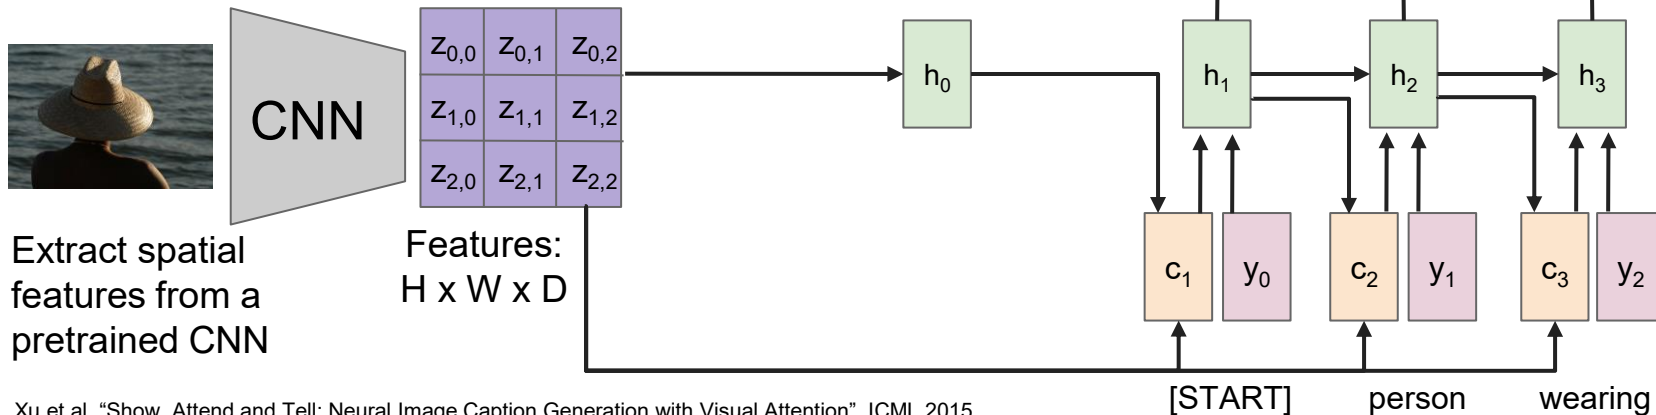 CNN
z0,0 z0,1 z0,2
z1,0 z1,1 z1,2
z2,0 z2,1 z2,2
h0
h1
h2
h3
Extract spatial
features from a
pretrained CNN
Features:
H x W x D
c1
y0
c2
y1
c3
y2
[START]
person
wearing
Xu et al, “Show, Attend and Tell: Neural Image Caption Generation with Visual Attention”, ICML 2015